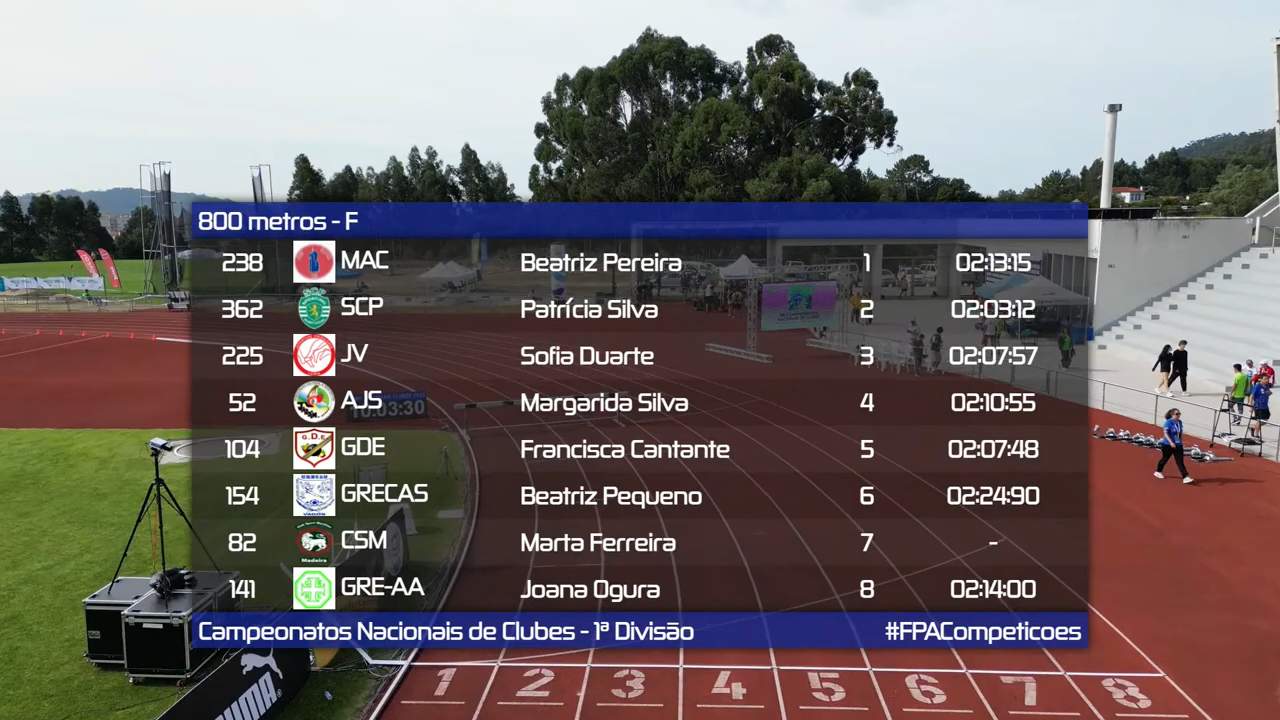 800 metros - F
238 MAC Beatriz Pereira 1 02:13:15
362 SCP Patrícia Silva 2 02:03:12
225 JV Sofia Duarte 3 02:07:57
52 AJS Margarida Silva 4 02:10:55
104 GDE Francisca Cantante 5 02:07:48
154 GRECAS Beatriz Pequeno 6 02:24:90
82 CSM Marta Ferreira 7 -
141 GRE-AA Joana Ogura 8 02:14:00
Campeonatos Nacionais de Clubes - 1ª Divisão #FPACompeticoes
10:03:30
PUMA
1 2 3 4 5 6 7 8